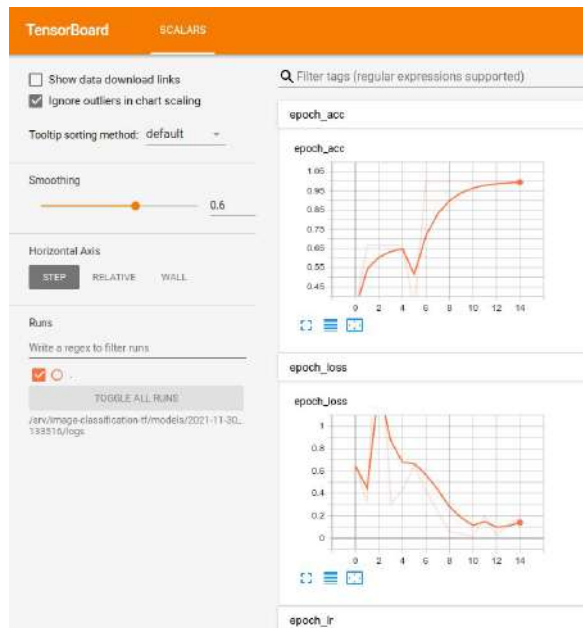 TensorBoard
SCALARS
Show data download links
Ignore outliers in chart scaling
Tooltip sorting method: default
Smoothing
0.6
Horizontal Axis
STEP RELATIVE WALL
Runs
Write a regex to filter runs
.
TOGGLE ALL RUNS
/srv/image-classification-tf/models/2021-11-30_
133516/logs
Filter tags (regular expressions supported)
epoch_acc
epoch_acc
1.05
0.95
0.85
0.75
0.65
0.55
0.45
0 2 4 6 8 10 12 14
epoch_loss
epoch_loss
1
0.8
0.6
0.4
0.2
0
0 2 4 6 8 10 12 14
epoch_lr